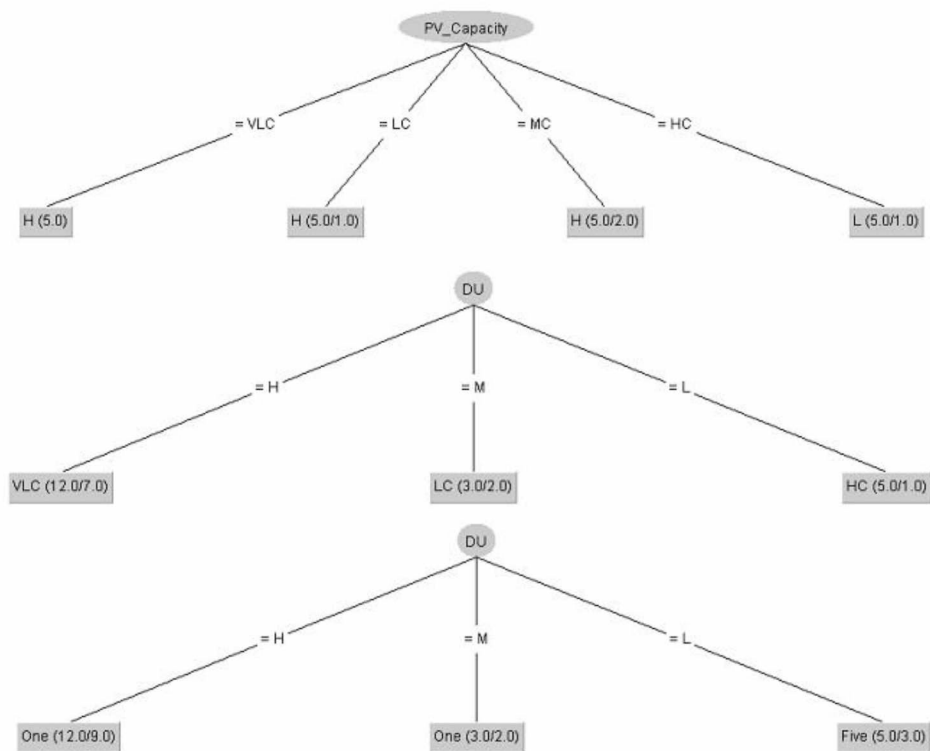 PV_Capacity
= VLC = LC = MC = HC
H (5.0) H (5.0/1.0) H (5.0/2.0) L (5.0/1.0)
DU
= H = M = L
VLC (12.0/7.0) LC (3.0/2.0) HC (5.0/1.0)
DU
= H = M = L
One (12.0/9.0) One (3.0/2.0) Five (5.0/3.0)